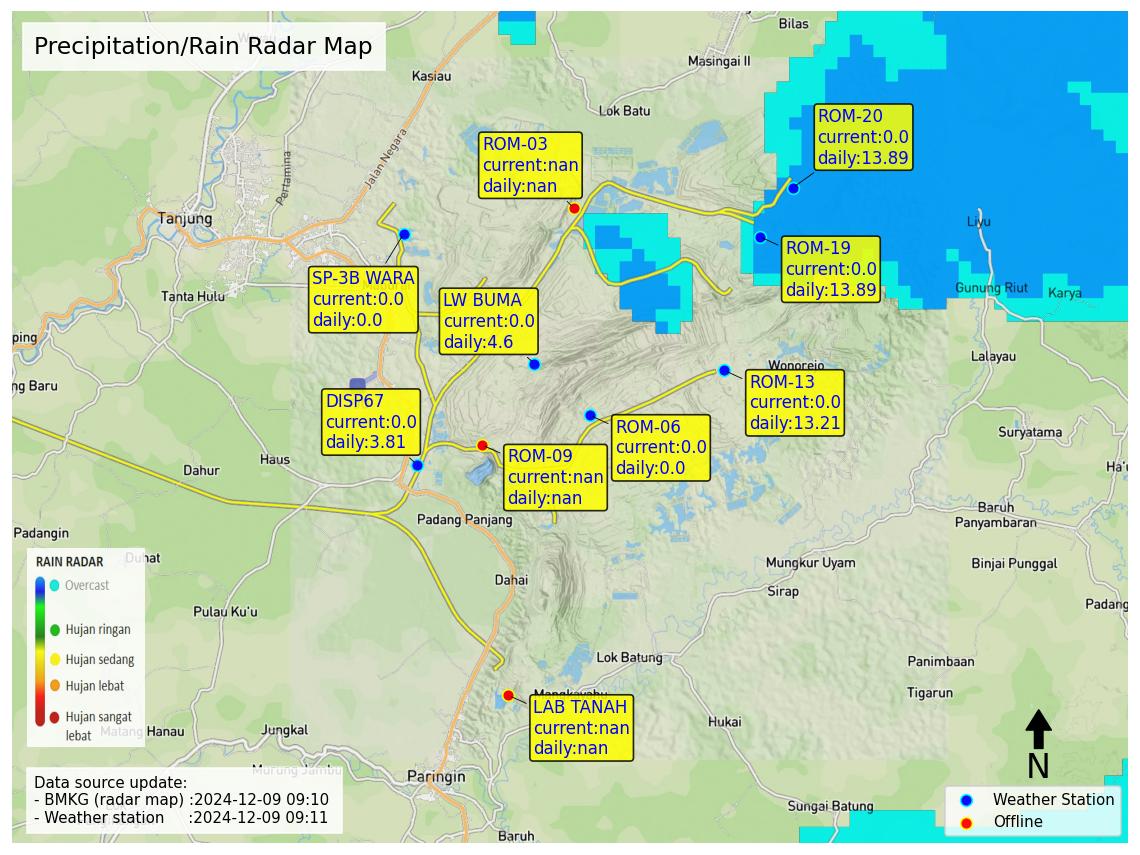 Precipitation/Rain Radar Map
Bilas
Masingai II
Kasiau
Lok Batu
Jalan Negara
Pertamina
Tanjung
Tanta Hulu
ROM-03
current:nan
daily:nan
ROM-20
current:0.0
daily:13.89
ROM-19
current:0.0
daily:13.89
Liyu
Gunung Riut
Karya
SP-3B WARA
current:0.0
daily:0.0
LW BUMA
current:0.0
daily:4.6
ping
ng Baru
Lalayau
Wonorejo
ROM-13
current:0.0
daily:13.21
DISP67
current:0.0
daily:3.81
ROM-06
current:0.0
daily:0.0
ROM-09
current:nan
daily:nan
Suryatama
Ha'u
Haus
Dahur
Padang Panjang
Baruh
Panyambaran
Padangin
Duhat
Dahai
Mungkur Uyam
Binjai Punggal
Sirap
Padang
Pulau Ku'u
RAIN RADAR
Overcast
Hujan ringan
Hujan sedang
Hujan lebat
Hujan sangat
lebat
Lok Batung
Panimbaan
Tigarun
Mangkayahu
LAB TANAH
current:nan
daily:nan
Hukai
Matang Hanau
Jungkal
Murung Jambu
Paringin
Sungai Batung
Baruh
Data source update:
- BMKG (radar map) :2024-12-09 09:10
- Weather station :2024-12-09 09:11
N
Weather Station
Offline